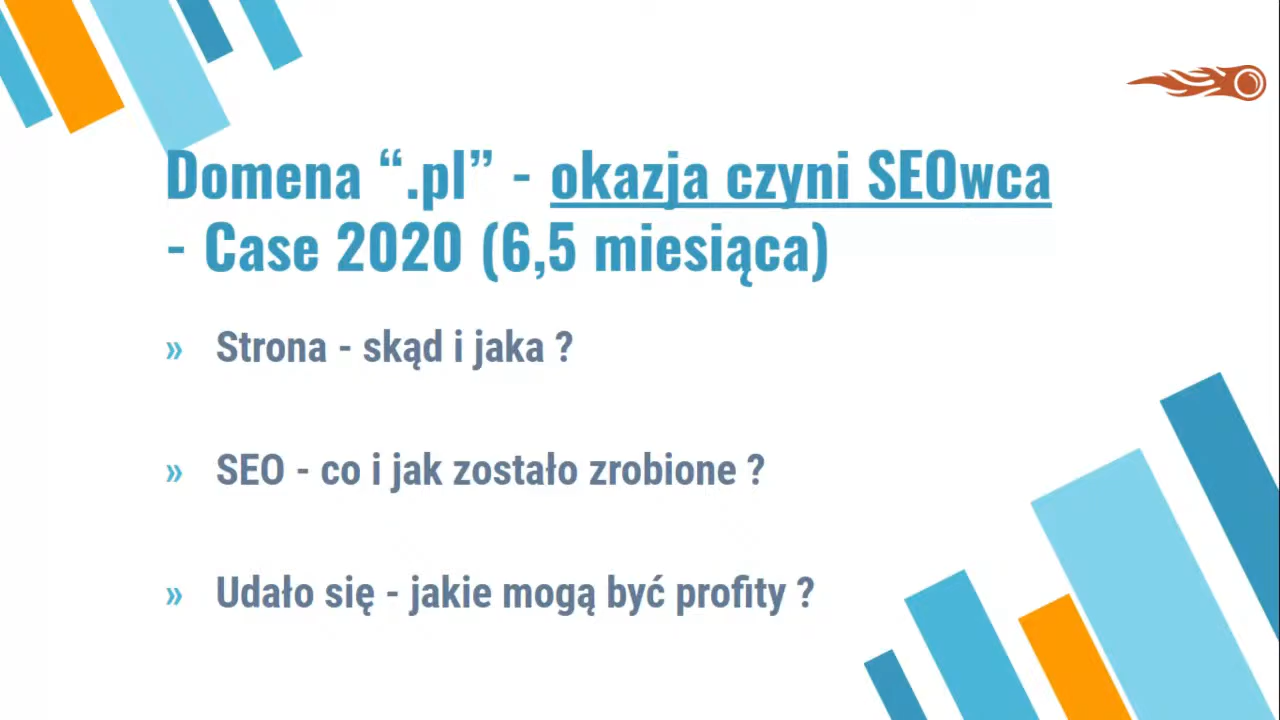 Domena “.pl” - okazja czyni SEOwca
- Case 2020 (6,5 miesiąca)
» Strona - skąd i jaka ?
» SEO - co i jak zostało zrobione ?
» Udało się - jakie mogą być profity ?